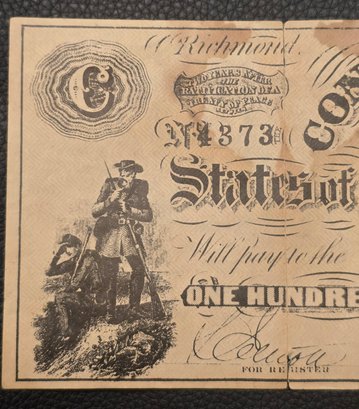 Richmond,
C
TWO YEARS AFTER
THE
RATIFICATION OF A
TREATY OF PEACE
No 4373
CON
States of
Will pay to the
ONE HUNDRE
FOR REGISTER